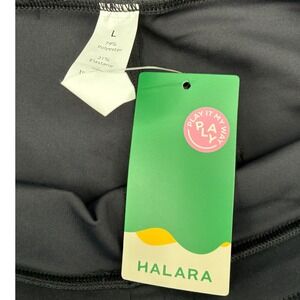 L
79%
Polyester
21%
Elastane
PLAY IT MY WAY
PLAY
HALARA